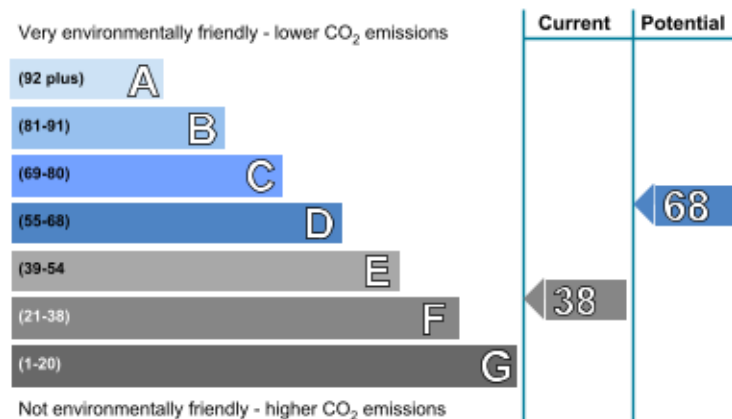 Very environmentally friendly - lower CO₂ emissions
Current
Potential
(92 plus) A
(81-91) B
(69-80) C
(55-68) D
(39-54 E
(21-38) F
(1-20) G
68
38
Not environmentally friendly - higher CO₂ emissions